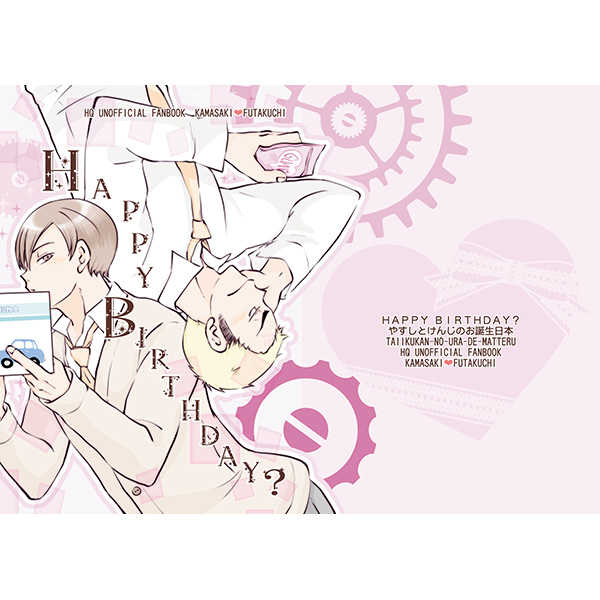 HQ UNOFFICIAL FANBOOK KAMASAKI❤FUTAKUCHI
HAPPY
BIRTHDAY?
HAPPY BIRTHDAY?
やすしとけんじのお誕生日本
TAIIKUKAN-NO-URA-DE-MATTERU
HQ UNOFFICIAL FANBOOK
KAMASAKI❤FUTAKUCHI